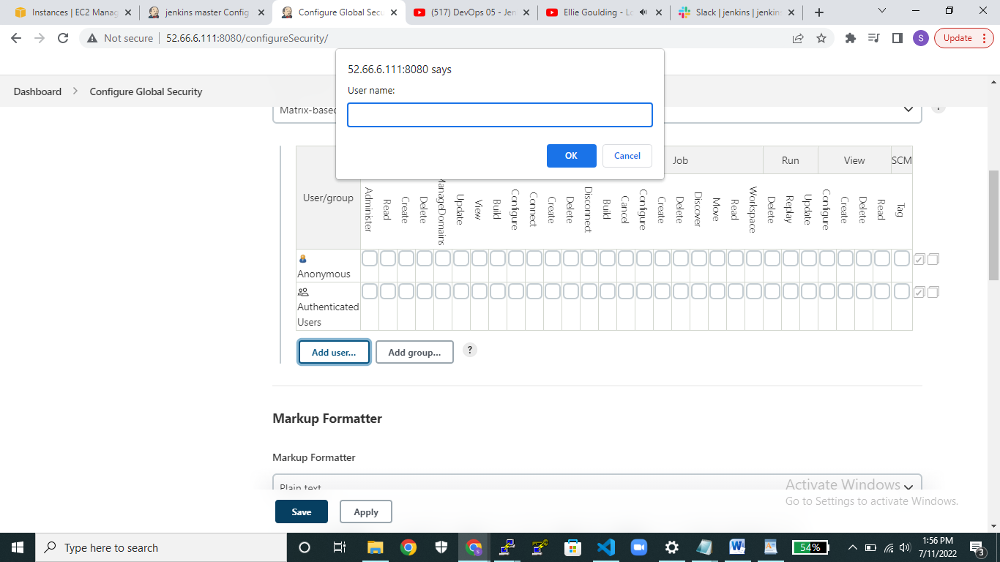 Instances | EC2 Manag
jenkins master Config
Configure Global Secu
(517) DevOps 05 - Jen
Ellie Goulding - Lo
Slack | jenkins | jenkin
Not secure
52.66.6.111:8080/configureSecurity/
S
Update
52.66.6.111:8080 says
User name:
OK
Cancel
Dashboard
Configure Global Security
Matrix-based
?
User/group
Job
Run
View
SCM
Administer
Read
Create
Delete
ManageDomains
Update
View
Build
Configure
Connect
Create
Delete
Disconnect
Build
Cancel
Configure
Create
Delete
Discover
Move
Read
Workspace
Delete
Replay
Update
Configure
Create
Delete
Read
Tag
Anonymous
Authenticated
Users
Add user...
Add group...
?
Markup Formatter
Markup Formatter
Plain text
Activate Windows
Go to Settings to activate Windows.
Save
Apply
Type here to search
54%
1:56 PM
7/11/2022
3